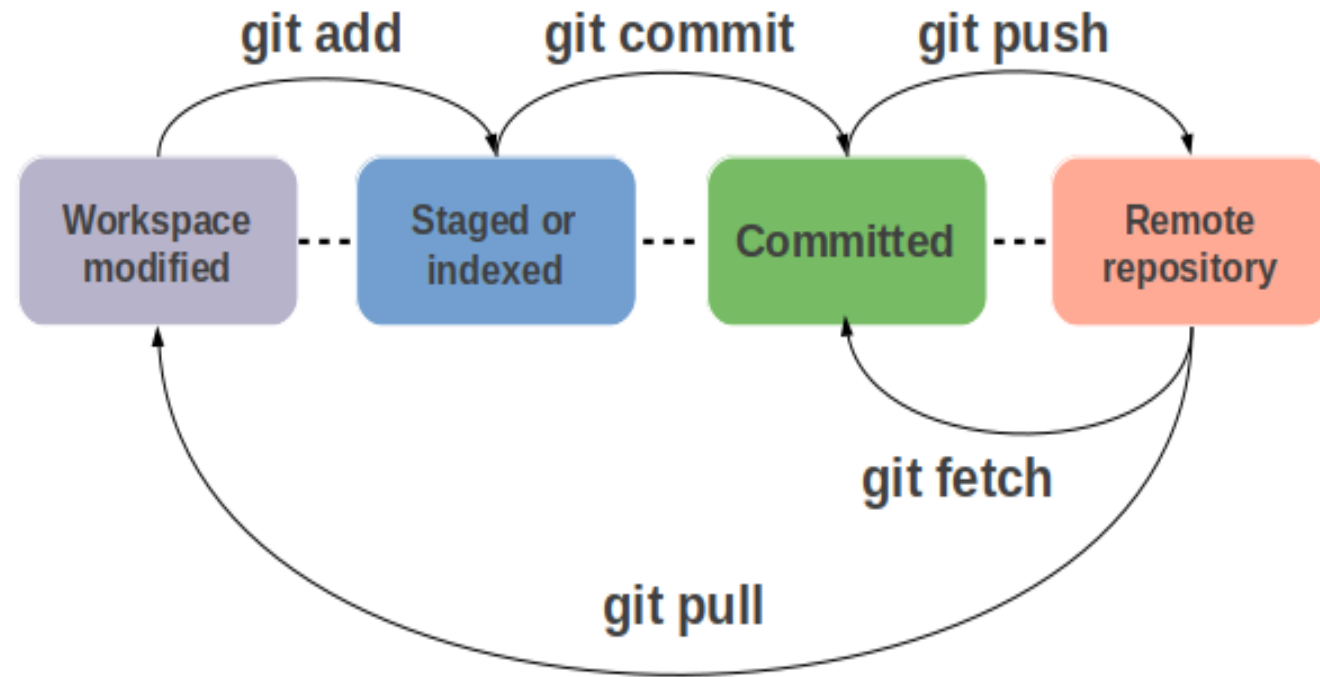 git add
git commit
git push
Workspace
modified
Staged or
indexed
Committed
Remote
repository
git fetch
git pull